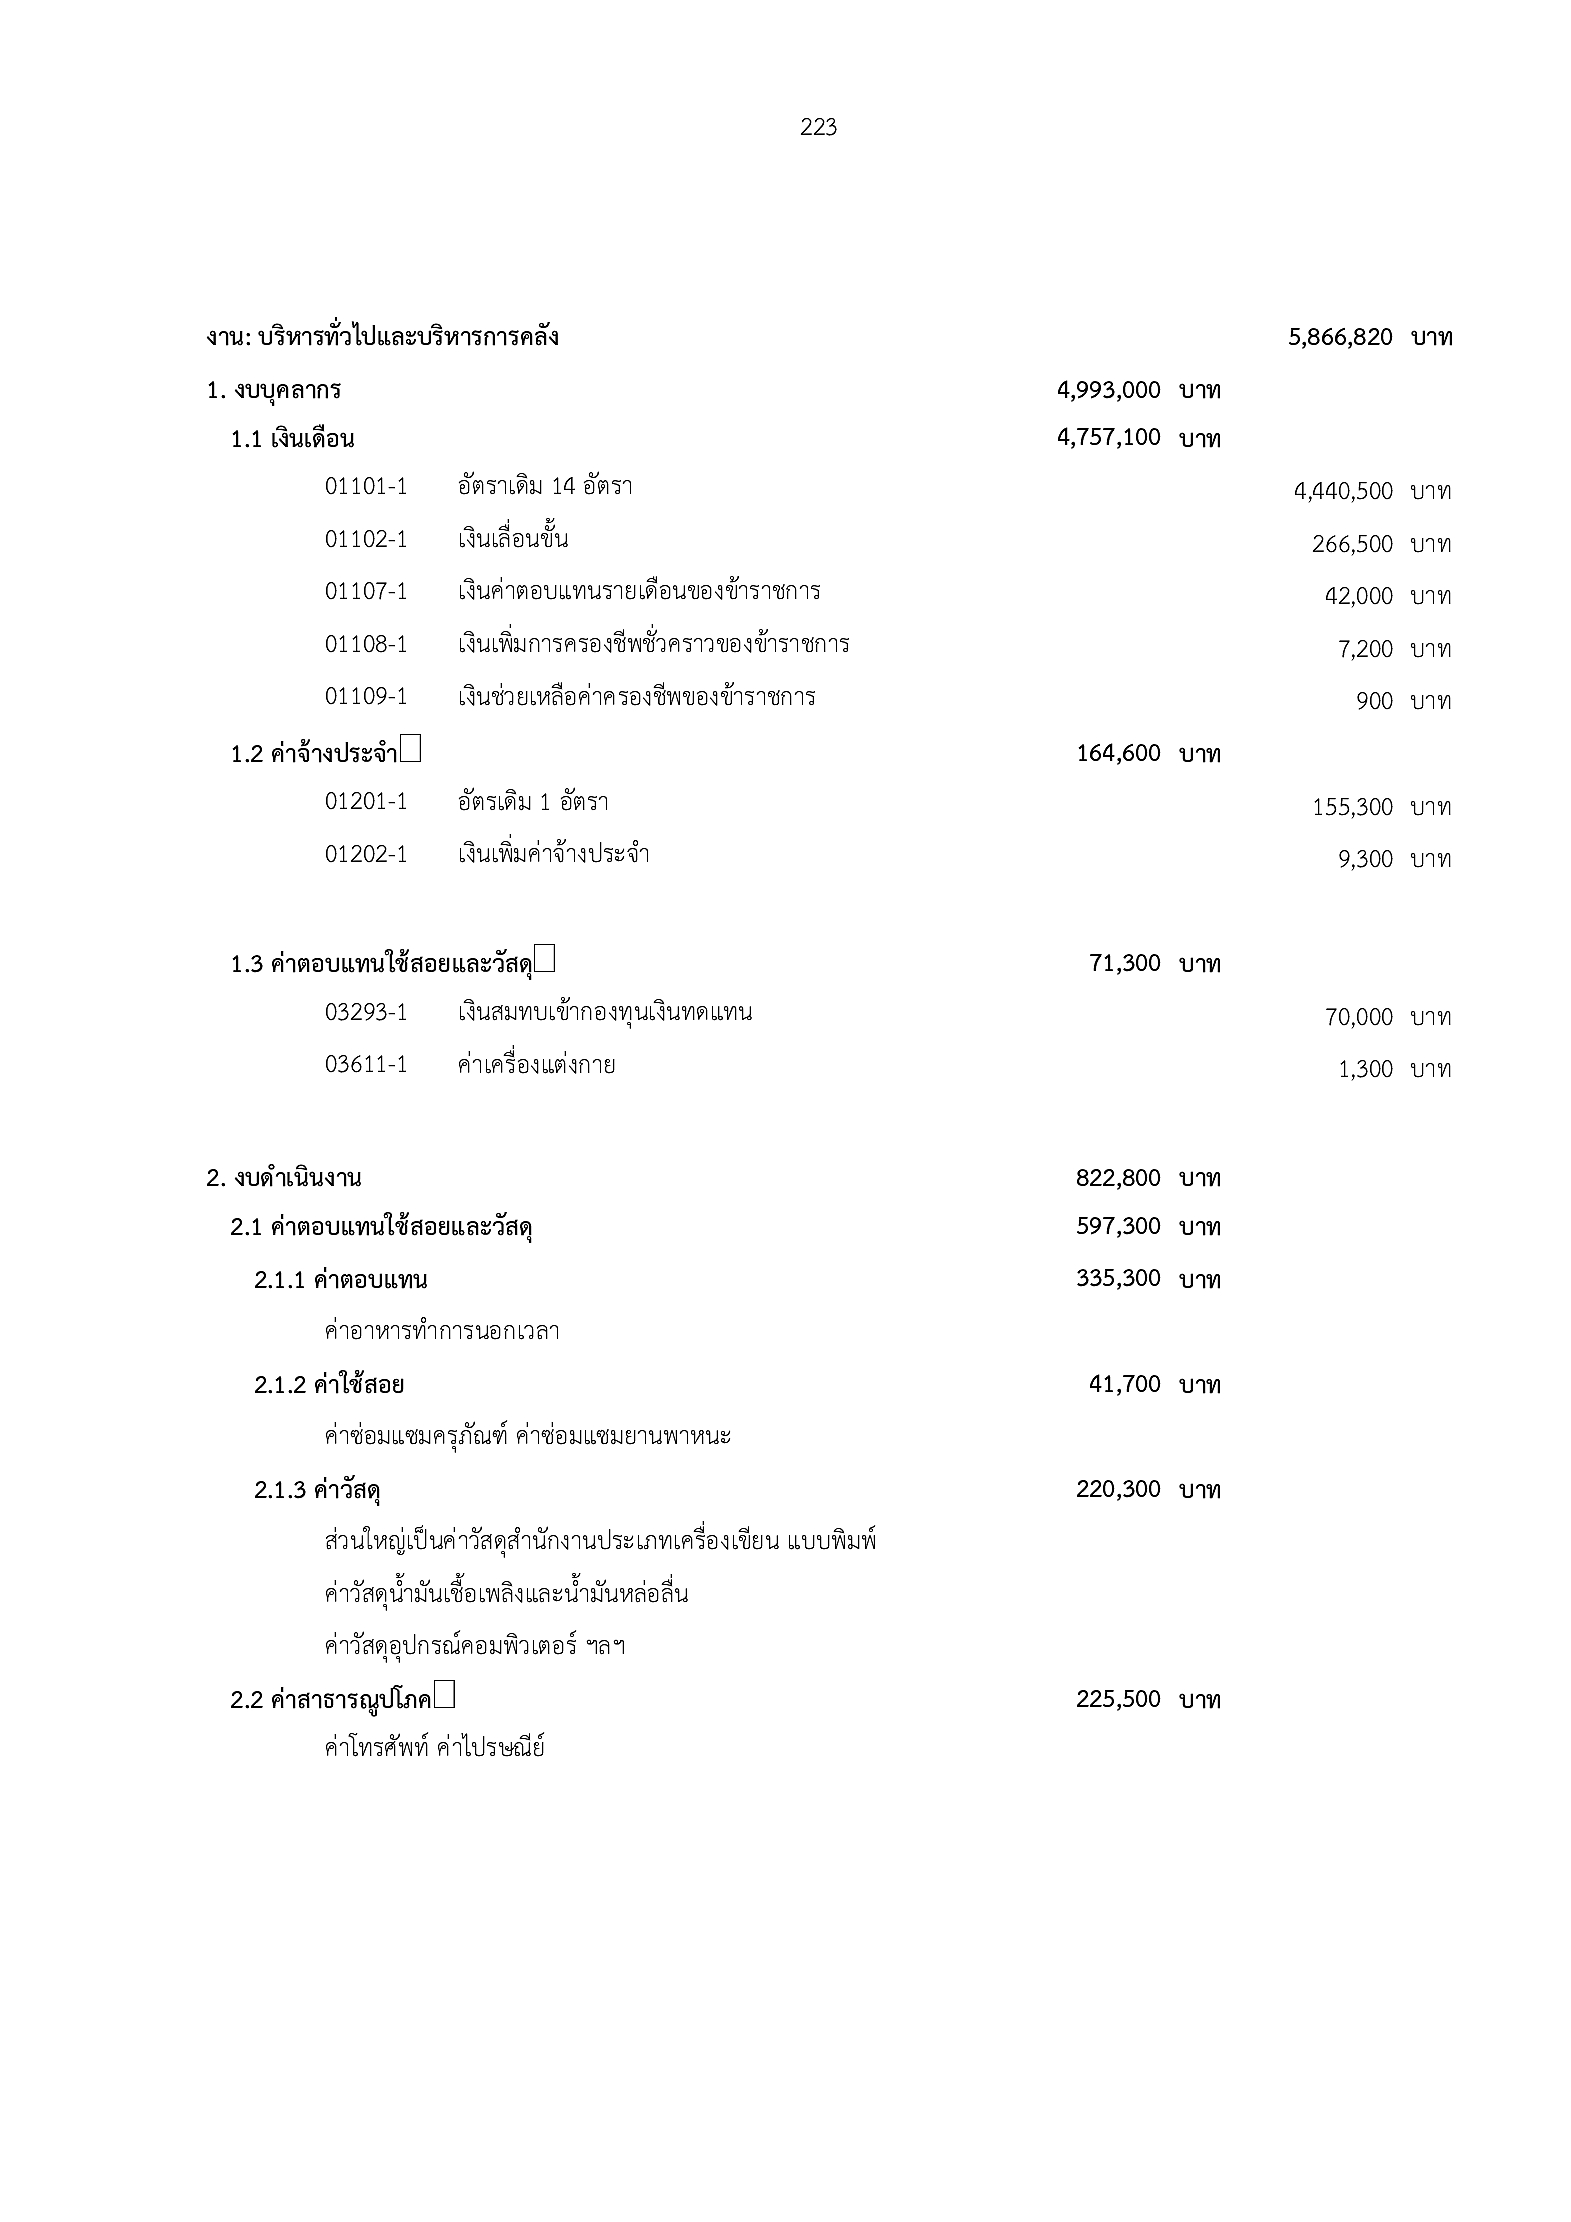 223
งาน: บริหารทั่วไปและบริหารการคลัง 5,866,820 บาท
1. งบบุคลากร 4,993,000 บาท
1.1 เงินเดือน 4,757,100 บาท
01101-1 อัตราเดิม 14 อัตรา 4,440,500 บาท
01102-1 เงินเลื่อนขั้น 266,500 บาท
01107-1 เงินค่าตอบแทนรายเดือนของข้าราชการ 42,000 บาท
01108-1 เงินเพิ่มการครองชีพชั่วคราวของข้าราชการ 7,200 บาท
01109-1 เงินช่วยเหลือค่าครองชีพของข้าราชการ 900 บาท
1.2 ค่าจ้างประจำ 164,600 บาท
01201-1 อัตรเดิม 1 อัตรา 155,300 บาท
01202-1 เงินเพิ่มค่าจ้างประจำ 9,300 บาท
1.3 ค่าตอบแทนใช้สอยและวัสดุ 71,300 บาท
03293-1 เงินสมทบเข้ากองทุนเงินทดแทน 70,000 บาท
03611-1 ค่าเครื่องแต่งกาย 1,300 บาท
2. งบดำเนินงาน 822,800 บาท
2.1 ค่าตอบแทนใช้สอยและวัสดุ 597,300 บาท
2.1.1 ค่าตอบแทน 335,300 บาท
ค่าอาหารทำการนอกเวลา
2.1.2 ค่าใช้สอย 41,700 บาท
ค่าซ่อมแซมครุภัณฑ์ ค่าซ่อมแซมยานพาหนะ
2.1.3 ค่าวัสดุ 220,300 บาท
ส่วนใหญ่เป็นค่าวัสดุสำนักงานประเภทเครื่องเขียน แบบพิมพ์
ค่าวัสดุน้ำมันเชื้อเพลิงและน้ำมันหล่อลื่น
ค่าวัสดุอุปกรณ์คอมพิวเตอร์ ฯลฯ
2.2 ค่าสาธารณูปโภค 225,500 บาท
ค่าโทรศัพท์ ค่าไปรษณีย์